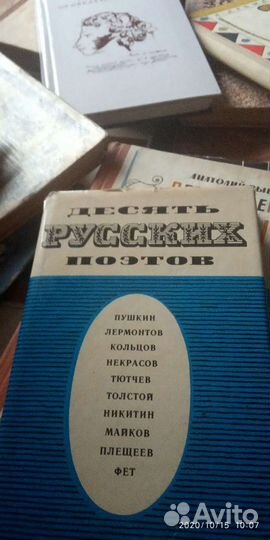 АНАТОЛИЙ
ДЕСЯТЬ
РУССКИХ
ПОЭТОВ
ПУШКИН
ЛЕРМОНТОВ
КОЛЬЦОВ
НЕКРАСОВ
ТЮТЧЕВ
ТОЛСТОЙ
НИКИТИН
МАЙКОВ
ПЛЕЩЕЕВ
ФЕТ
Avito
2020/10/15 10:07